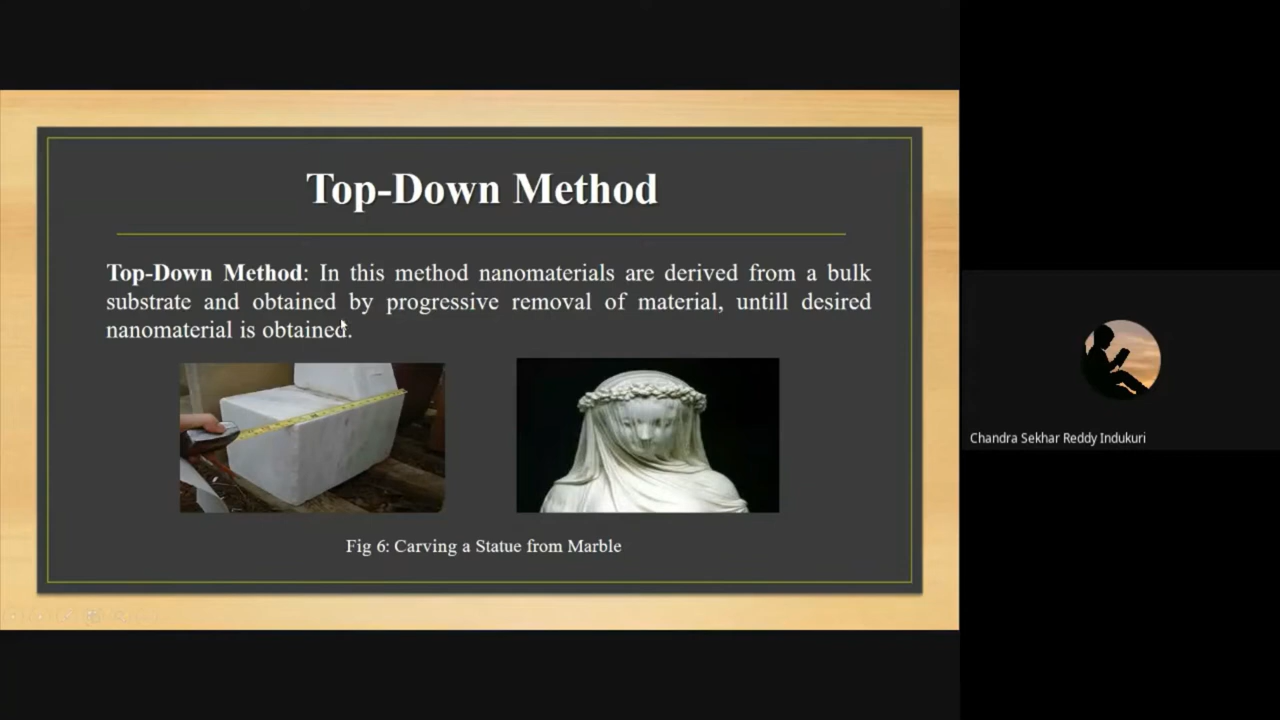 Top-Down Method
Top-Down Method: In this method nanomaterials are derived from a bulk
substrate and obtained by progressive removal of material, untill desired
nanomaterial is obtained.
Fig 6: Carving a Statue from Marble
Chandra Sekhar Reddy Indukuri